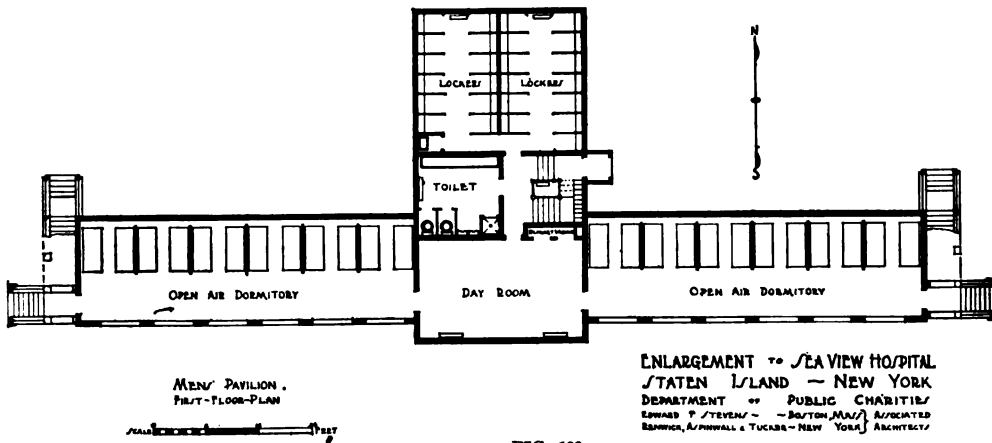 N
LOCKERS LOCKERS
S
TOILET
OPEN AIR DORMITORY DAY ROOM OPEN AIR DORMITORY
MENS' PAVILION.
FIRST-FLOOR-PLAN
SCALE FEET
ENLARGEMENT TO SEA VIEW HOSPITAL
STATEN ISLAND ~ NEW YORK
DEPARTMENT OF PUBLIC CHARITIES
EDWARD F STEVENS ~ ~ BOSTON, MASS} ASSOCIATED
RENWICK, ASPINWALL & TUCKER ~ NEW YORK} ARCHITECTS
FIG.